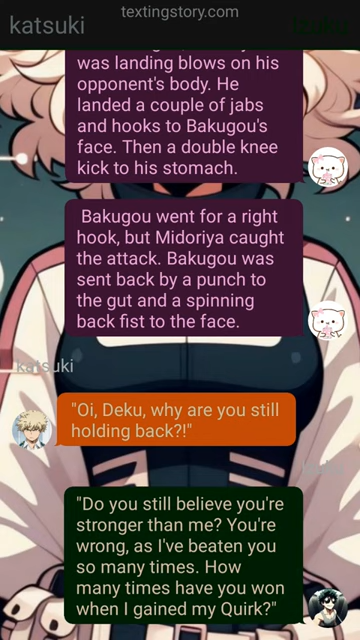 textingstory.com
katsuki
was landing blows on his
opponent's body. He
landed a couple of jabs
and hooks to Bakugou's
face. Then a double knee
kick to his stomach.
Bakugou went for a right
hook, but Midoriya caught
the attack. Bakugou was
sent back by a punch to
the gut and a spinning
back fist to the face.
katsuki
"Oi, Deku, why are you still
holding back?!"
"Do you still believe you're
stronger than me? You're
wrong, as I've beaten you
so many times. How
many times have you won
when I gained my Quirk?"